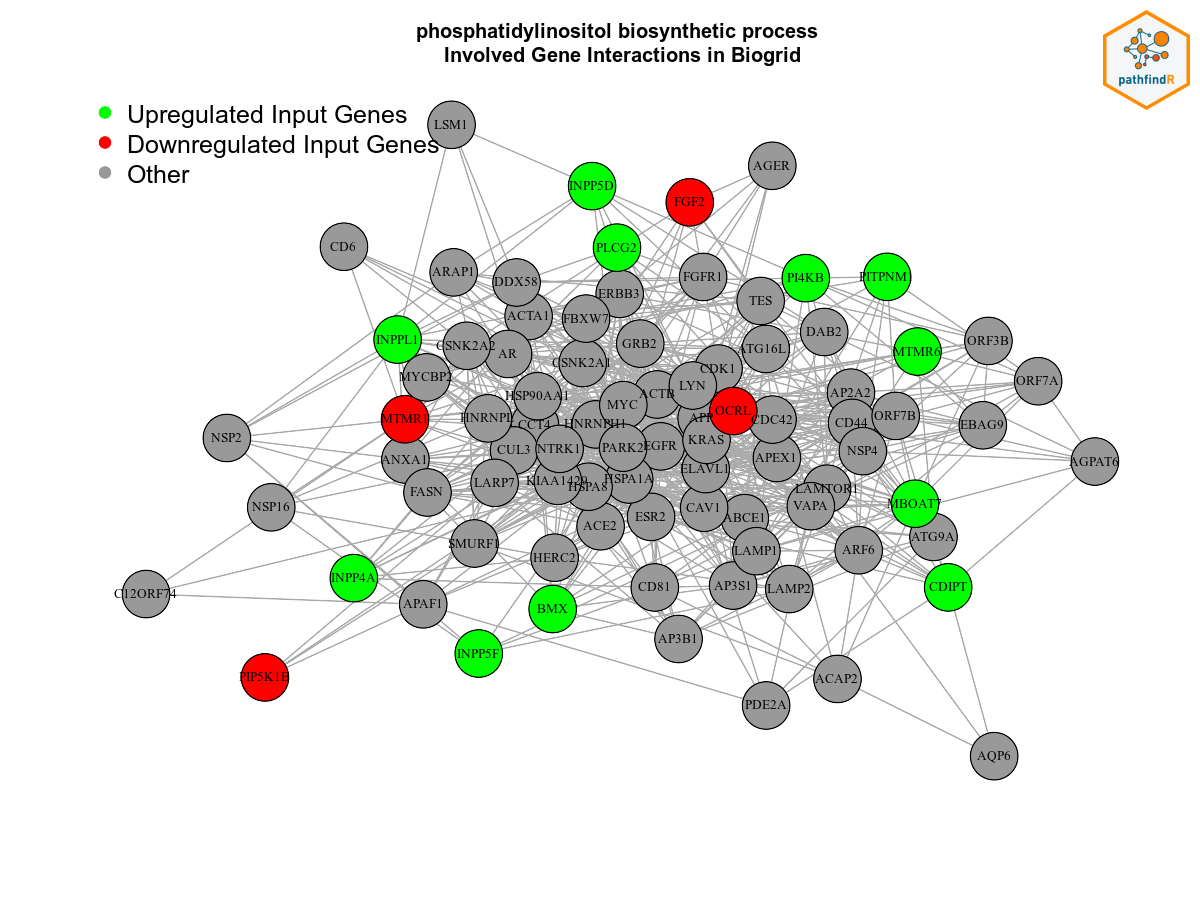 phosphatidylinositol biosynthetic process
Involved Gene Interactions in Biogrid
pathfindR
Upregulated Input Genes
Downregulated Input Genes
Other
LSM1
AGER
INPP5D
FGF2
CD6
PLCG2
ARAP1
DDX58
ERBB3
FGFR1
PI4KB
PITPNM1
TES
ACTA1
FBXW7
DAB2
INPPL1
CSNK2A2
AR
GRB2
ATG16L
MTMR6
ORF3B
CSNK2A1
CDK1
MYCBP2
ORF7A
HSP90AA1
ACTB
LYN
AP2A2
MTMR1
HNRNPL
MYC
OCRL
CDC42
CD44
ORF7B
EBAG9
CCT4
HNRNPH1
APP
NSP2
CUL3
NTRK1
PARK2
EGFR
KRAS
NSP4
ANXA1
APEX1
AGPAT6
ELAVL1
FASN
LARP7
KIAA1429
HSPA8
HSPA1A
LAMTOR1
NSP16
CAV1
VAPA
MBOAT7
ESR2
ABCE1
ACE2
ATG9A
SMURF1
HERC2
LAMP1
ARF6
INPP4A
CD81
AP3S1
LAMP2
CDIPT
C12ORF74
APAF1
BMX
AP3B1
INPP5F
PIP5K1B
ACAP2
PDE2A
AQP6